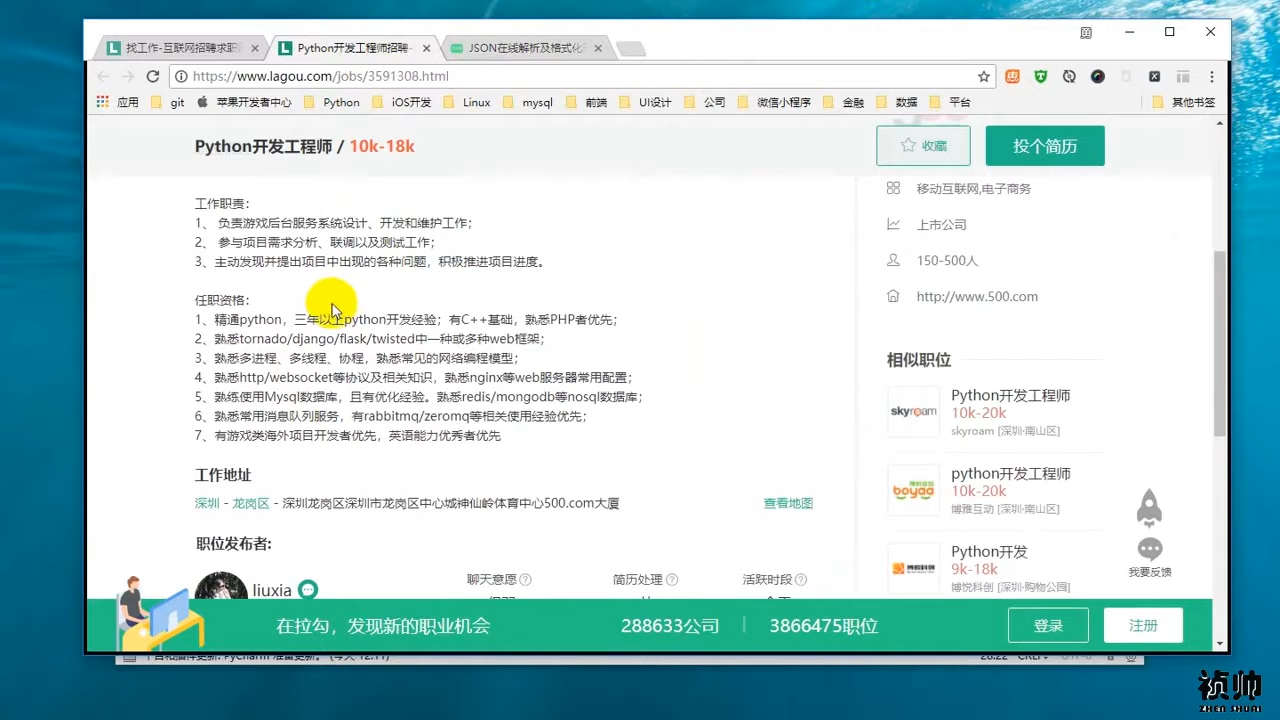 找工作-互联网招聘求职
Python开发工程师招聘-
JSON在线解析及格式化
https://www.lagou.com/jobs/3591308.html
应用 git 苹果开发者中心 Python iOS开发 Linux mysql 前端 UI设计 公司 微信小程序 金融 数据 平台 其他书签
Python开发工程师 / 10k-18k
收藏
投个简历
工作职责：
1、 负责游戏后台服务系统设计、开发和维护工作；
2、 参与项目需求分析、联调以及测试工作；
3、主动发现并提出项目中出现的各种问题，积极推进项目进度。
任职资格：
1、精通python，三年以上python开发经验；有C++基础，熟悉PHP者优先；
2、熟悉tornado/django/flask/twisted中一种或多种web框架；
3、熟悉多进程、多线程、协程，熟悉常见的网络编程模型；
4、熟悉http/websocket等协议及相关知识，熟悉nginx等web服务器常用配置；
5、熟练使用Mysql数据库，且有优化经验。熟悉redis/mongodb等nosql数据库；
6、熟悉常用消息队列服务，有rabbitmq/zeromq等相关使用经验优先；
7、有游戏类海外项目开发者优先，英语能力优秀者优先
工作地址
深圳 - 龙岗区 - 深圳龙岗区深圳市龙岗区中心城神仙岭体育中心500.com大厦
查看地图
职位发布者:
liuxia
聊天意愿
简历处理
活跃时段
移动互联网,电子商务
上市公司
150-500人
http://www.500.com
相似职位
skyroam
Python开发工程师
10k-20k
skyroam [深圳·南山区]
boyaa
python开发工程师
10k-20k
博雅互动 [深圳·南山区]
博悦科创
Python开发
9k-18k
博悦科创 [深圳·购物公园]
我要反馈
在拉勾，发现新的职业机会
288633公司
3866475职位
登录
注册
祯帅
ZHEN SHUAI